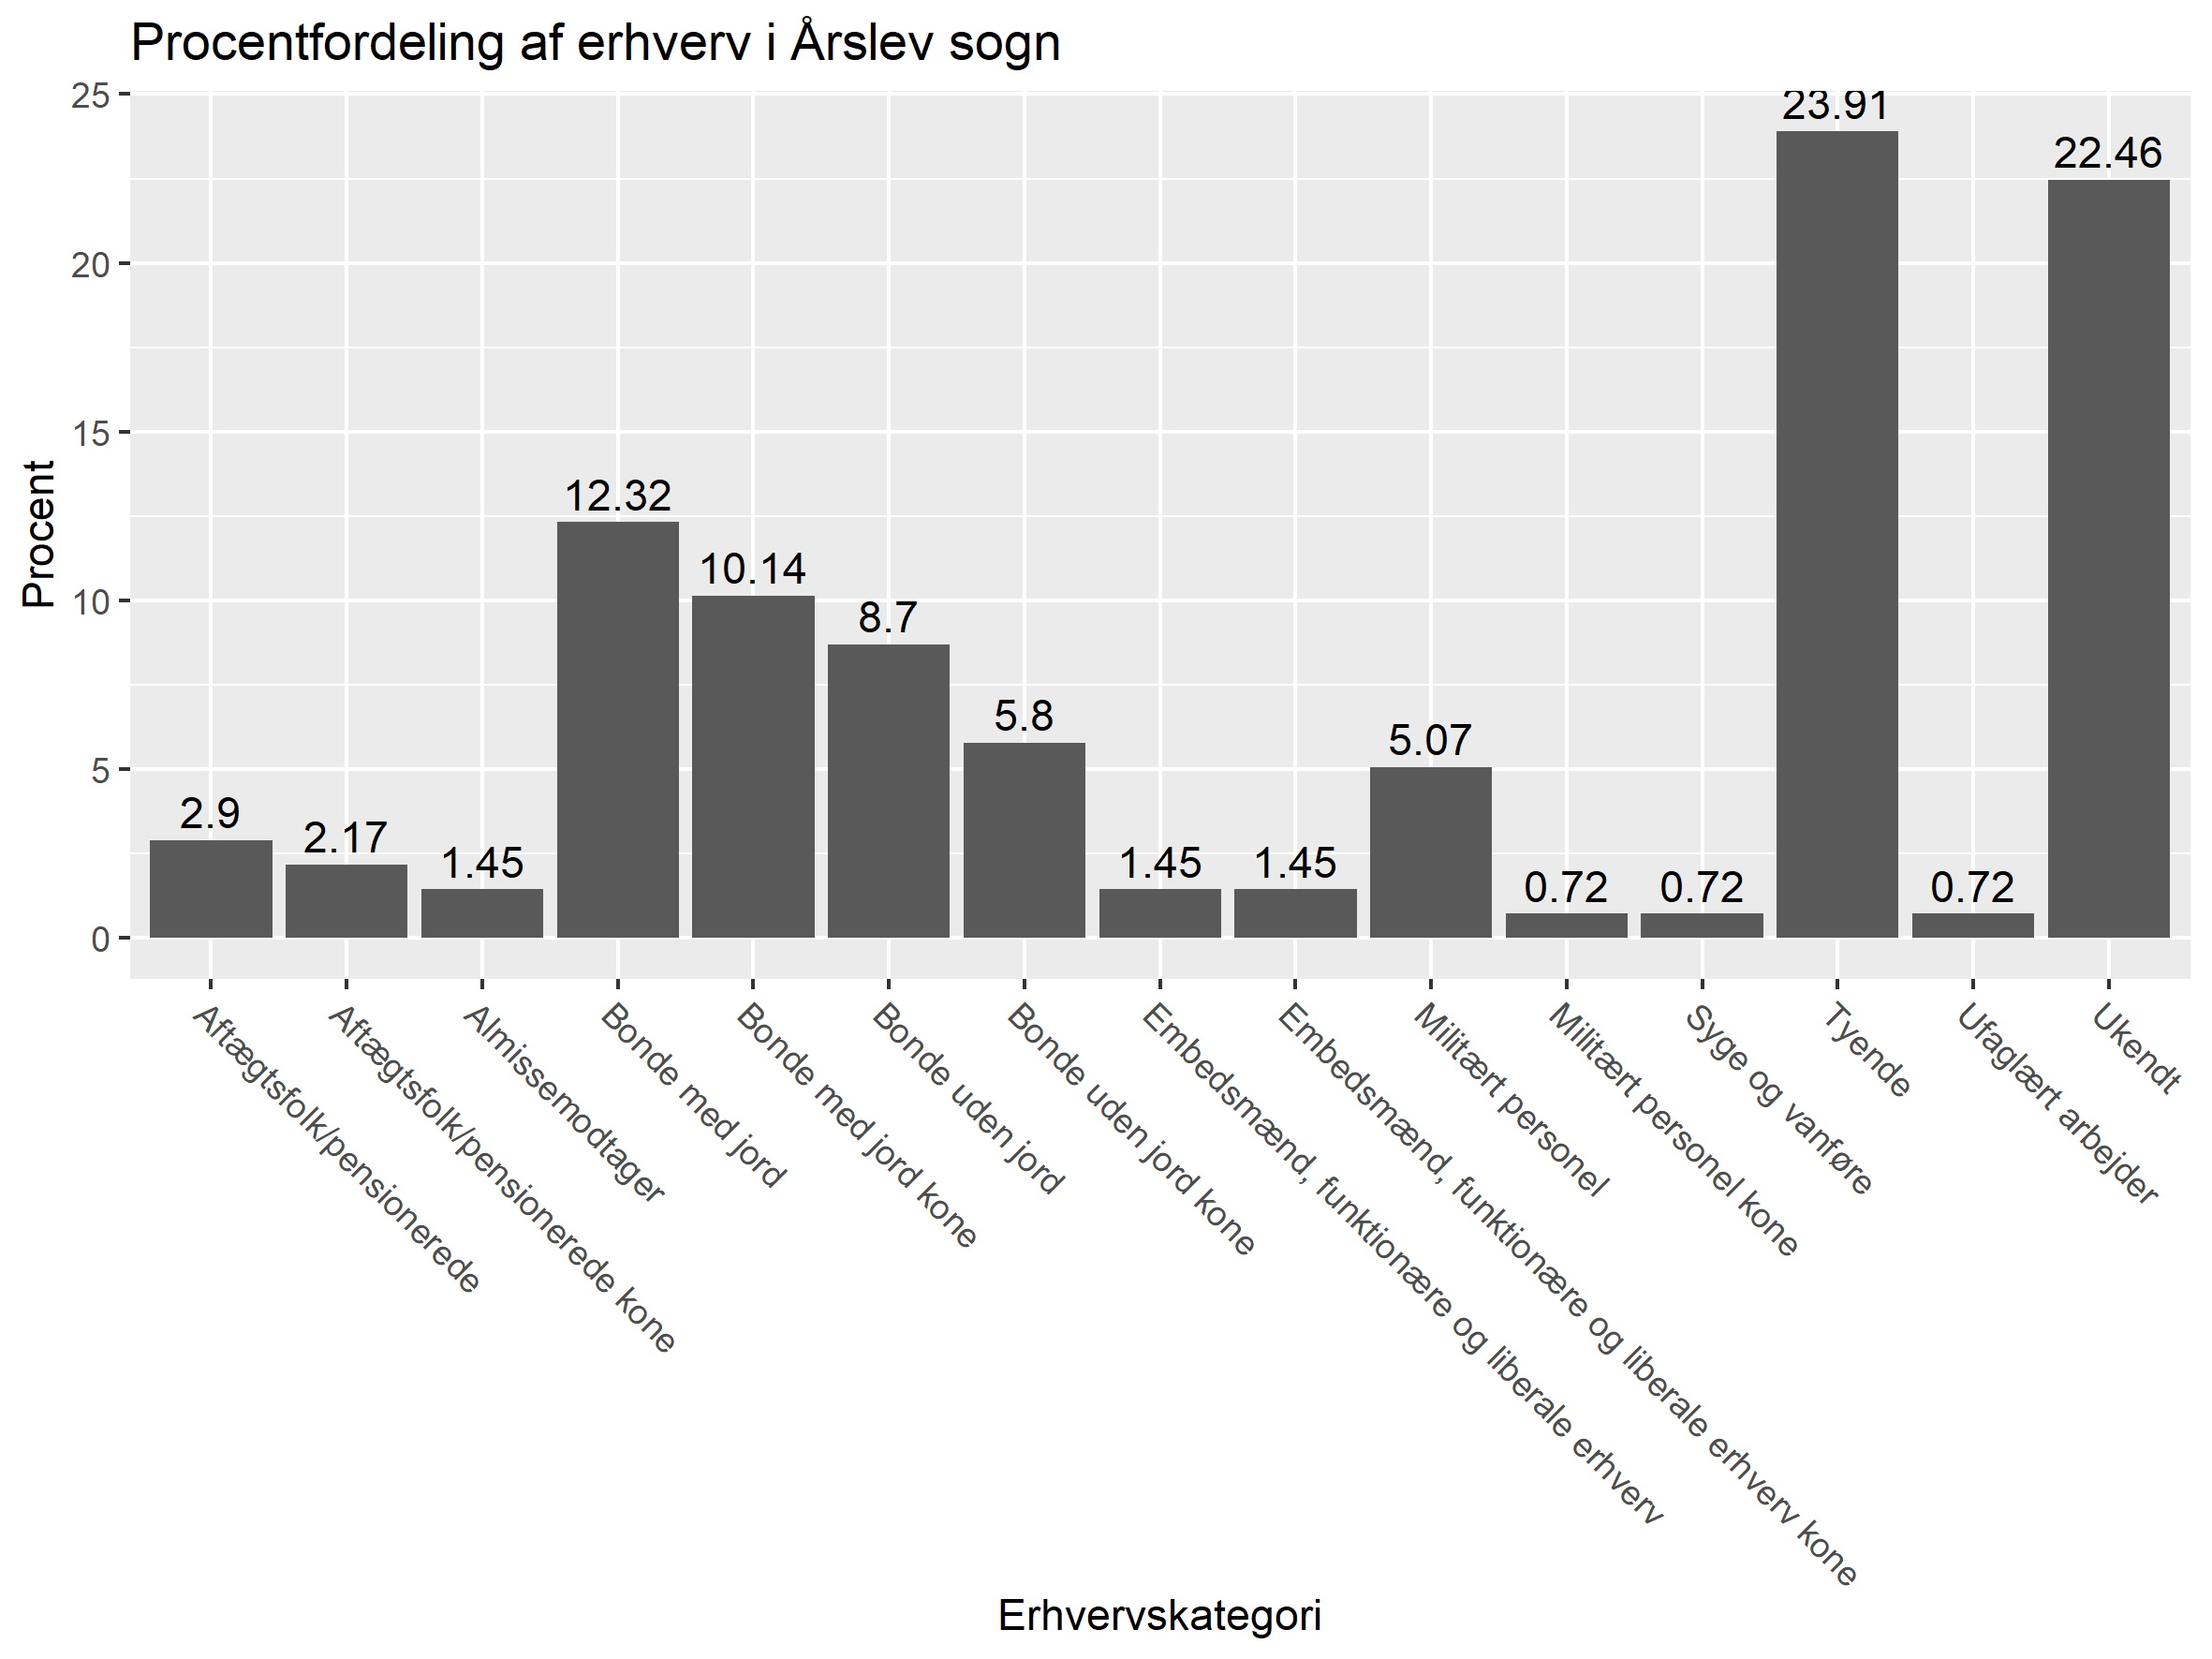 Procentfordeling af erhverv i Årslev sogn
Procent
25
20
15
10
5
0
2.9
2.17
1.45
12.32
10.14
8.7
5.8
1.45
1.45
5.07
0.72
0.72
23.91
0.72
22.46
Aftægtsfolk/pensionerede
Aftægtsfolk/pensionerede kone
Almissemodtager
Bonde med jord
Bonde med jord kone
Bonde uden jord
Bonde uden jord kone
Embedsmænd, funktionære og liberale erhverv
Embedsmænd, funktionære og liberale erhverv kone
Militært personel
Militært personel kone
Syge og vanføre
Tyende
Ufaglært arbejder
Ukendt
Erhvervskategori